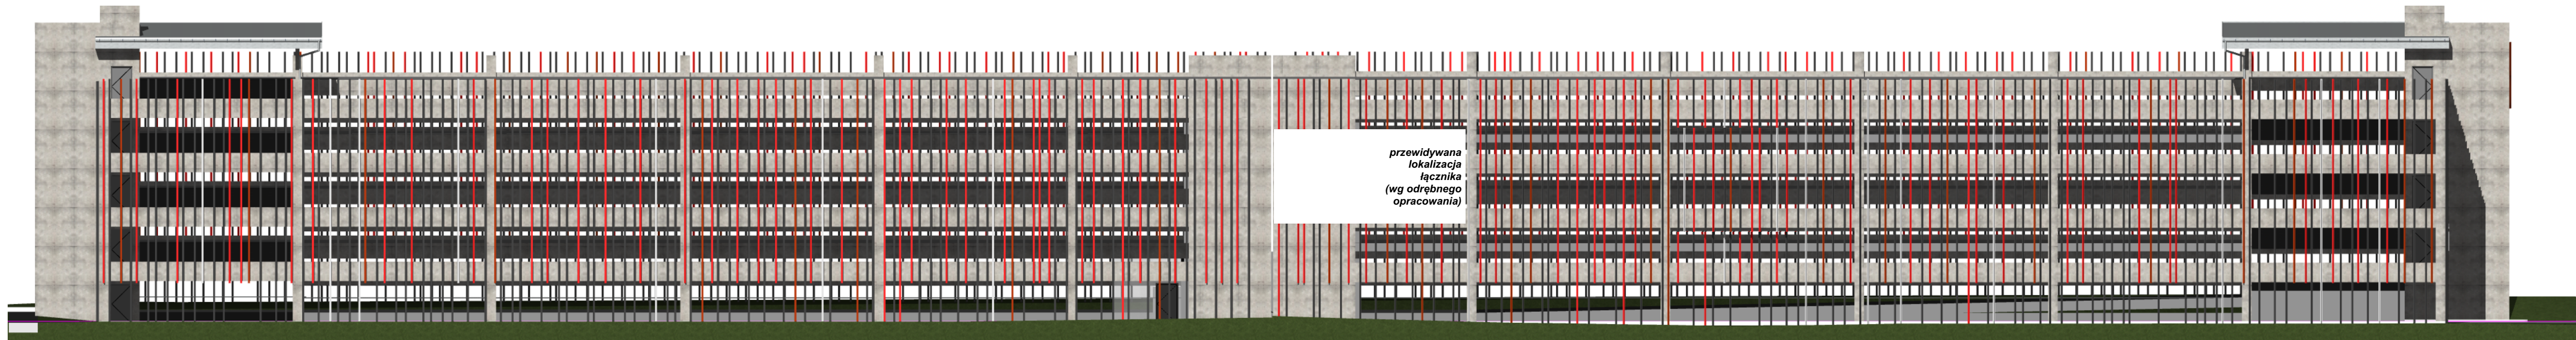 przewidywana
lokalizacja
łącznika
(wg odrębnego
opracowania)